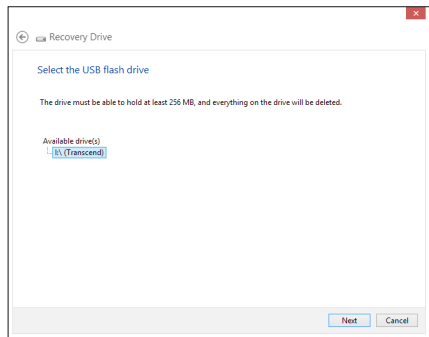 Recovery Drive
Select the USB flash drive
The drive must be able to hold at least 256 MB, and everything on the drive will be deleted.
Available drive(s)
I:\ (Transcend)
Next Cancel